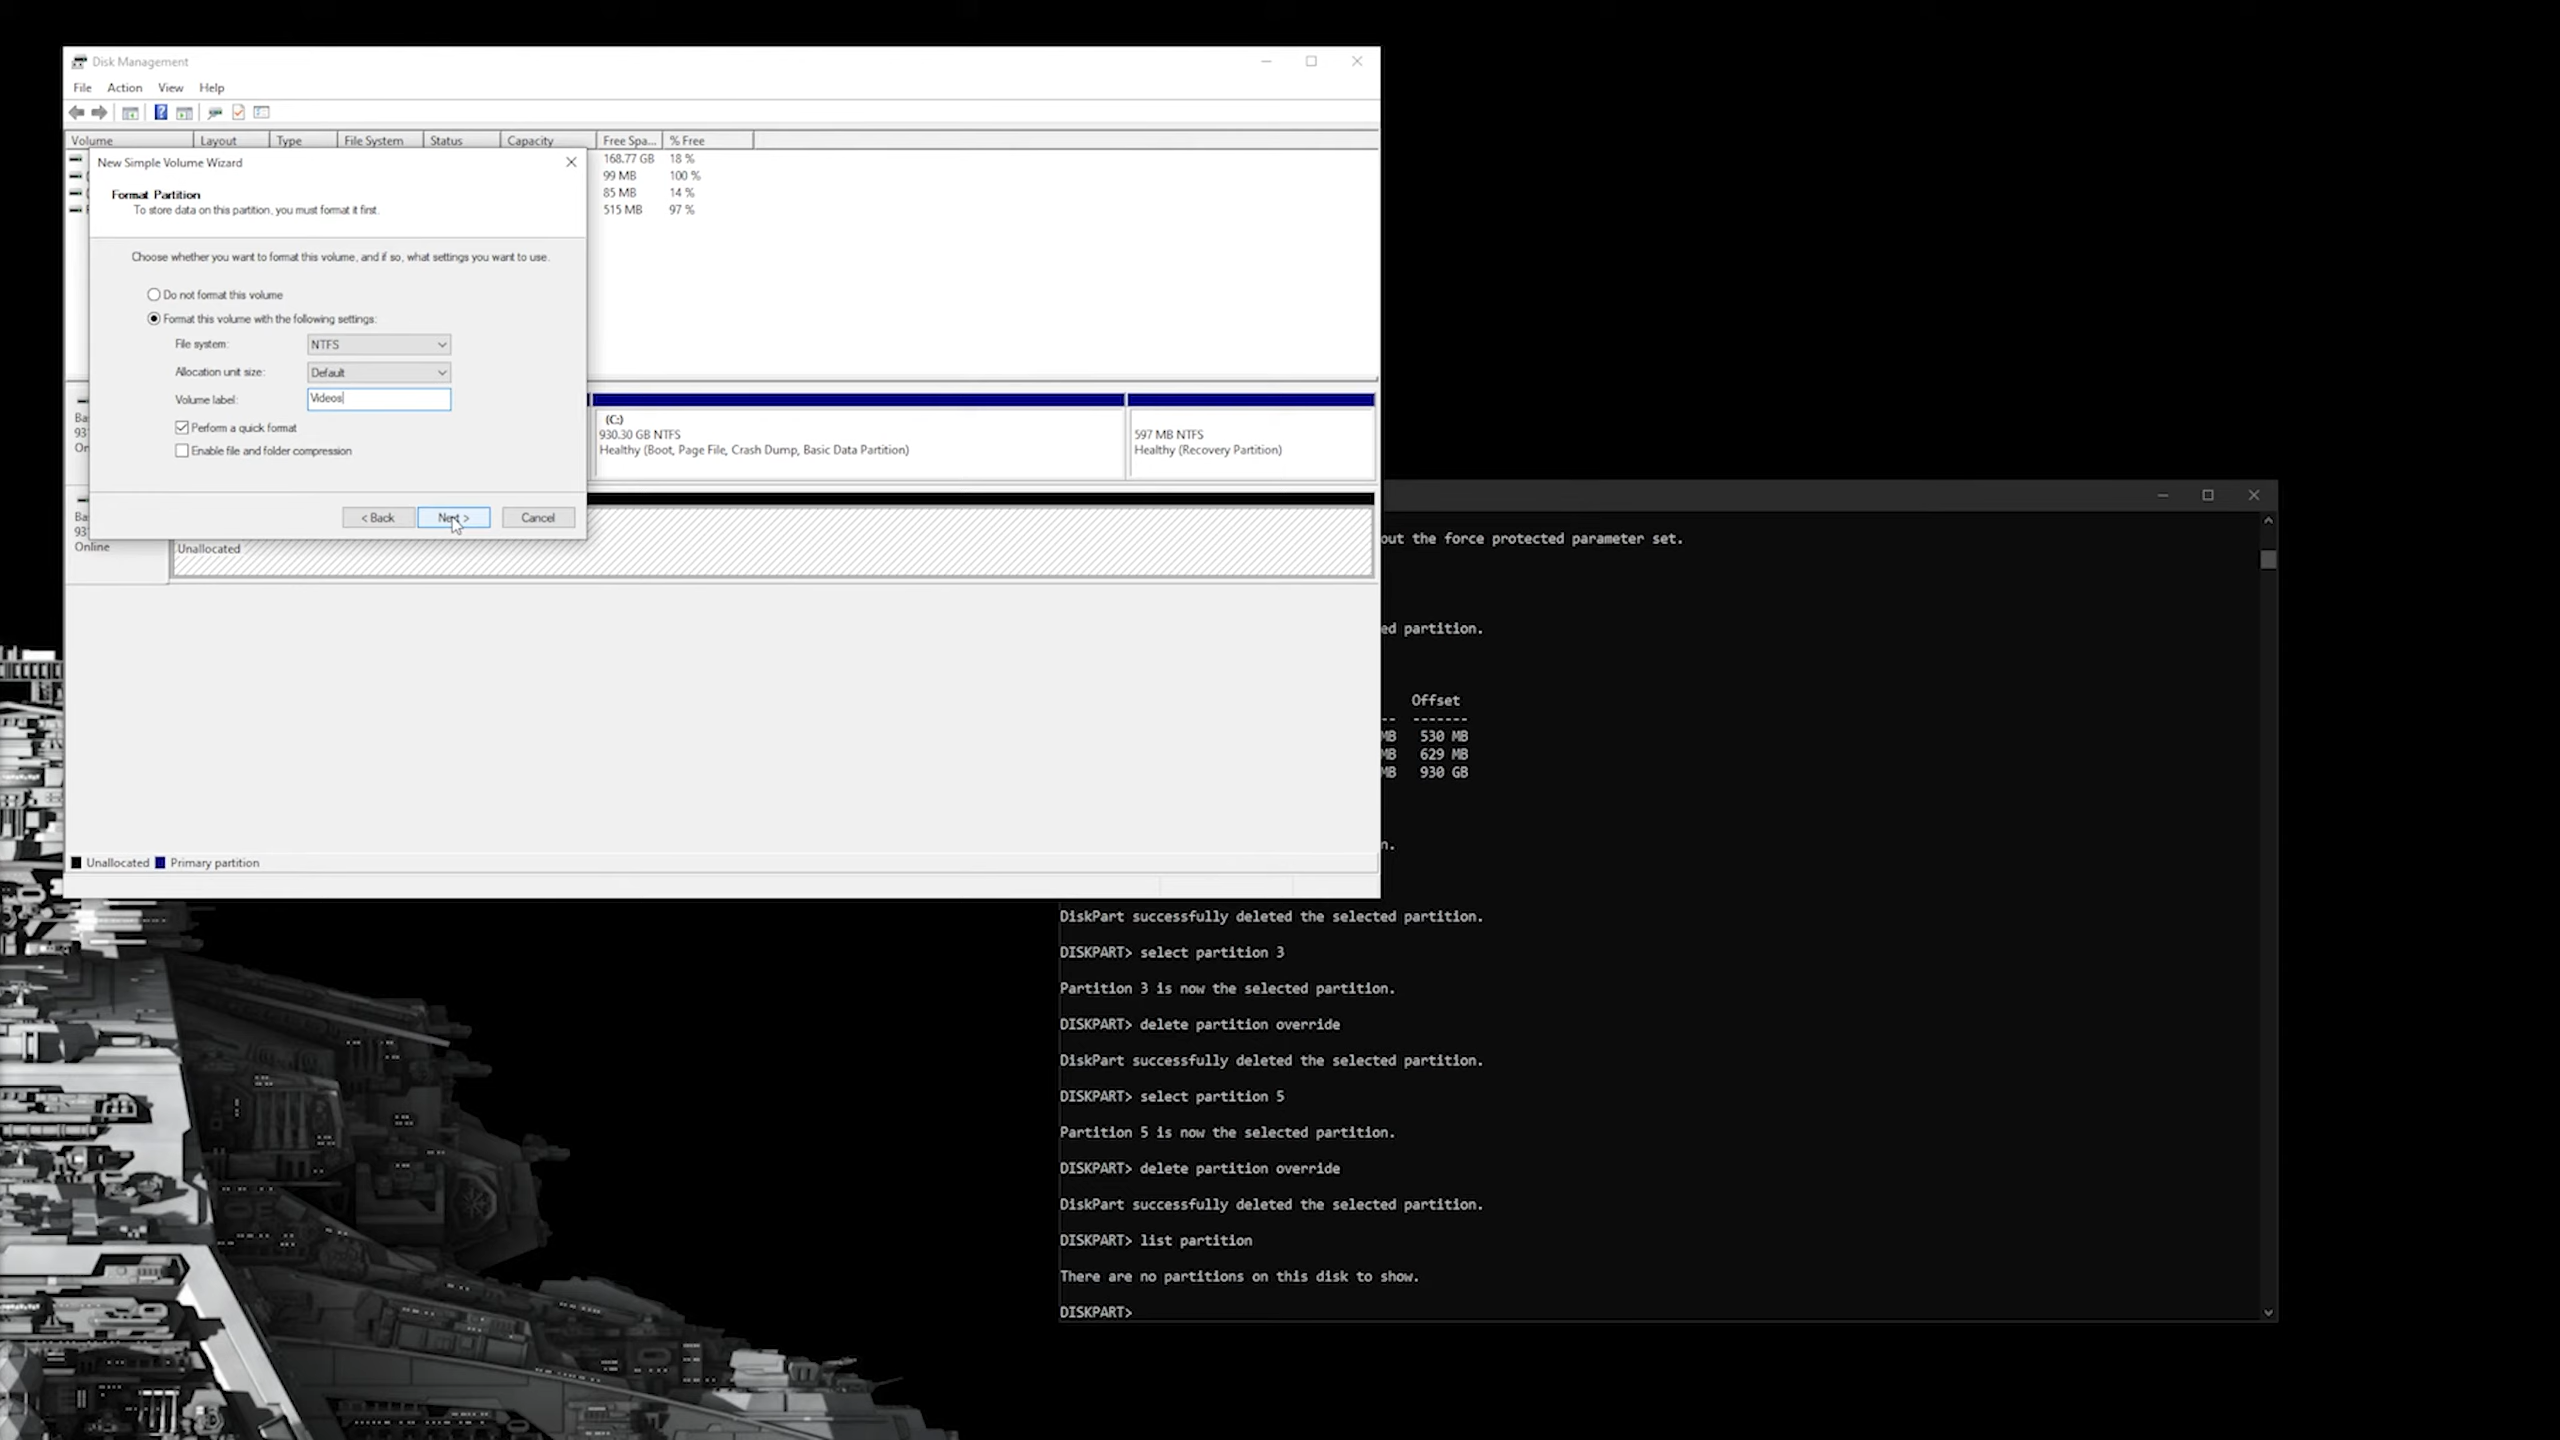 Disk Management
File Action View Help
Volume Layout Type File System Status Capacity Free Spa... % Free
168.77 GB 18 %
99 MB 100 %
85 MB 14 %
515 MB 97 %
New Simple Volume Wizard
Format Partition
To store data on this partition, you must format it first.
Choose whether you want to format this volume, and if so, what settings you want to use.
Do not format this volume
Format this volume with the following settings:
File system: NTFS
Allocation unit size: Default
Volume label: Videos
Perform a quick format
Enable file and folder compression
< Back Next > Cancel
Ba
93
On
(C:)
930.30 GB NTFS
Healthy (Boot, Page File, Crash Dump, Basic Data Partition)
597 MB NTFS
Healthy (Recovery Partition)
Ba
93
Online
Unallocated
Unallocated Primary partition
out the force protected parameter set.
ed partition.
Offset
-- -------
MB 530 MB
MB 629 MB
MB 930 GB
n.
DiskPart successfully deleted the selected partition.
DISKPART> select partition 3
Partition 3 is now the selected partition.
DISKPART> delete partition override
DiskPart successfully deleted the selected partition.
DISKPART> select partition 5
Partition 5 is now the selected partition.
DISKPART> delete partition override
DiskPart successfully deleted the selected partition.
DISKPART> list partition
There are no partitions on this disk to show.
DISKPART>